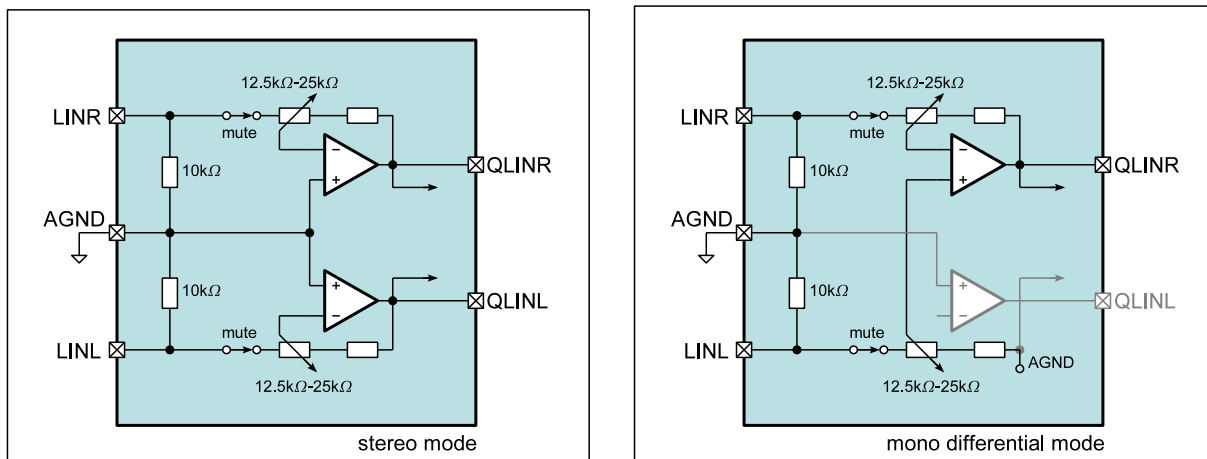 12.5kΩ-25kΩ
LINR
mute
10kΩ
QLINR
AGND
10kΩ
QLINL
mute
LINL
12.5kΩ-25kΩ
stereo mode
12.5kΩ-25kΩ
LINR
mute
10kΩ
QLINR
AGND
10kΩ
QLINL
mute
LINL
AGND
12.5kΩ-25kΩ
mono differential mode